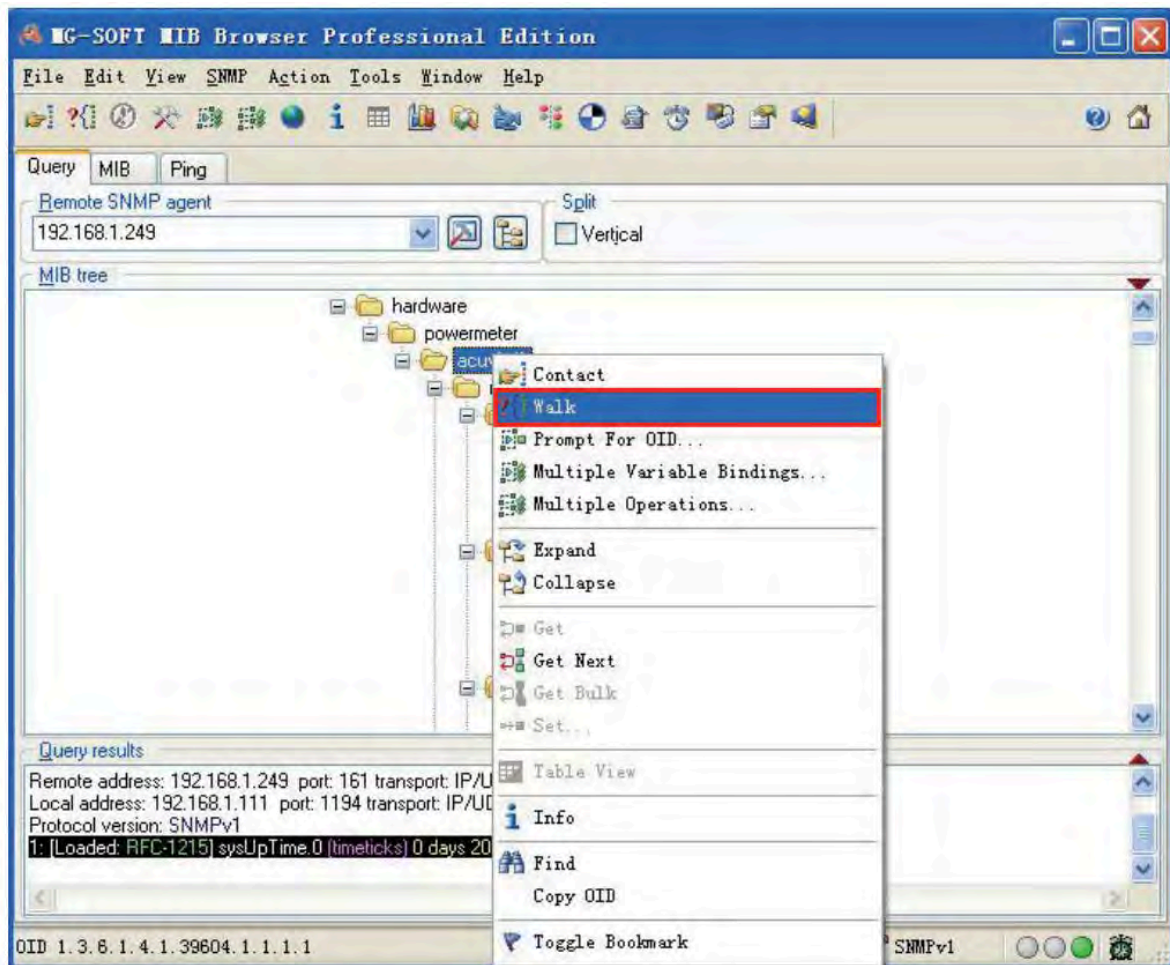 MG-SOFT MIB Browser Professional Edition
File Edit View SNMP Action Tools Window Help
Query MIB Ping
Remote SNMP agent
Split
192.168.1.249
Vertical
MIB tree
hardware
powermeter
Contact
Walk
Prompt For OID...
Multiple Variable Bindings...
Multiple Operations...
Expand
Collapse
Get
Get Next
Get Bulk
Set...
Table View
Info
Find
Copy OID
Toggle Bookmark
Query results
Remote address: 192.168.1.249 port: 161 transport: IP/U
Local address: 192.168.1.111 port: 1194 transport: IP/UD
Protocol version: SNMPv1
1: [Loaded: RFC-1215] sysUpTime.0 (timeticks) 0 days 20
OID 1.3.6.1.4.1.39604.1.1.1.1
SNMPv1